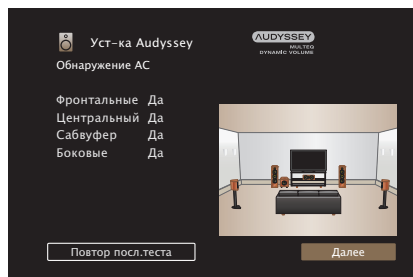 Уст-ка Audyssey
AUDYSSEY
MULTEQ
DYNAMIC VOLUME
Обнаружение АС
Фронтальные Да
Центральный Да
Сабвуфер Да
Боковые Да
Повтор посл.теста
Далее